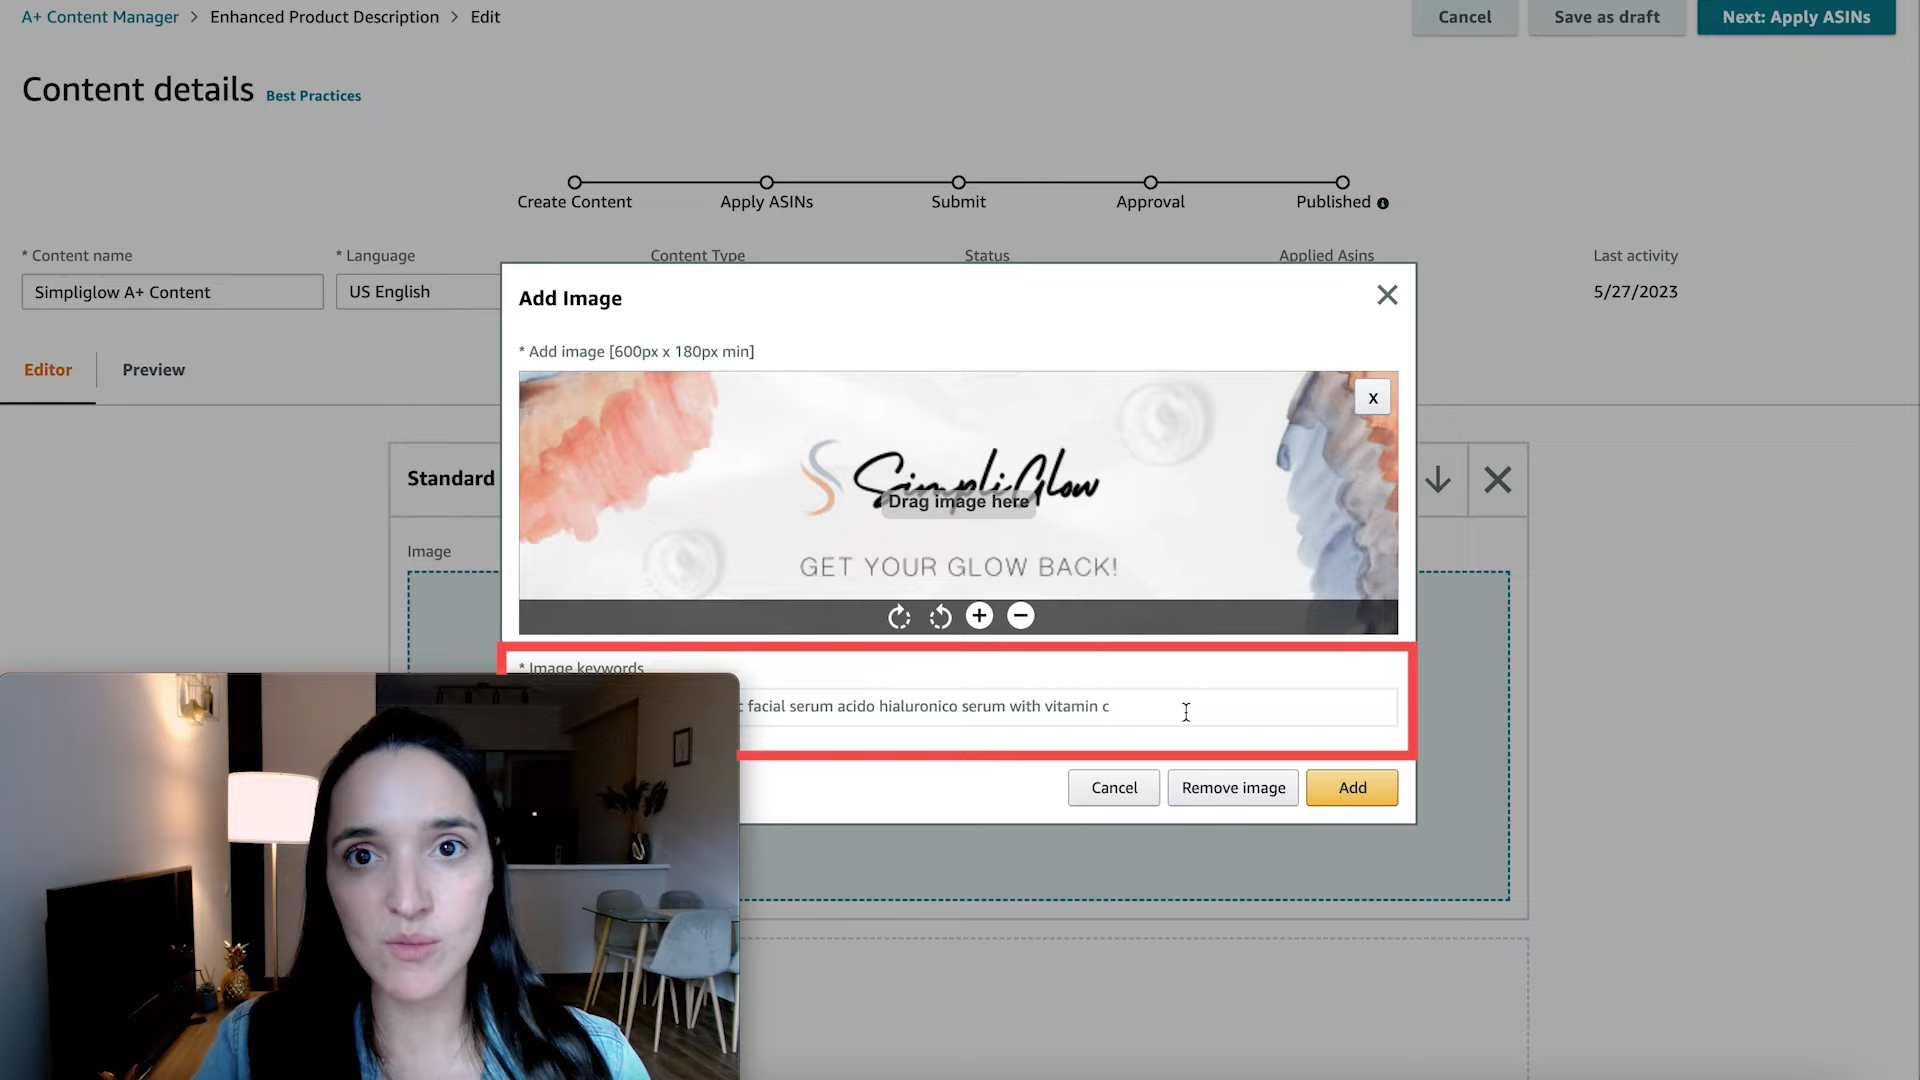 A+ Content Manager > Enhanced Product Description > Edit
Cancel
Save as draft
Next: Apply ASINs
Content details
Best Practices
Create Content
Apply ASINs
Submit
Approval
Published
* Content name
* Language
Content Type
Status
Applied Asins
Last activity
Simpliglow A+ Content
US English
5/27/2023
Add Image
* Add image [600px x 180px min]
Editor
Preview
x
SimpliGlow
Drag image here
GET YOUR GLOW BACK!
Standard
Image
* Image keywords
facial serum acido hialuronico serum with vitamin c
Cancel
Remove image
Add